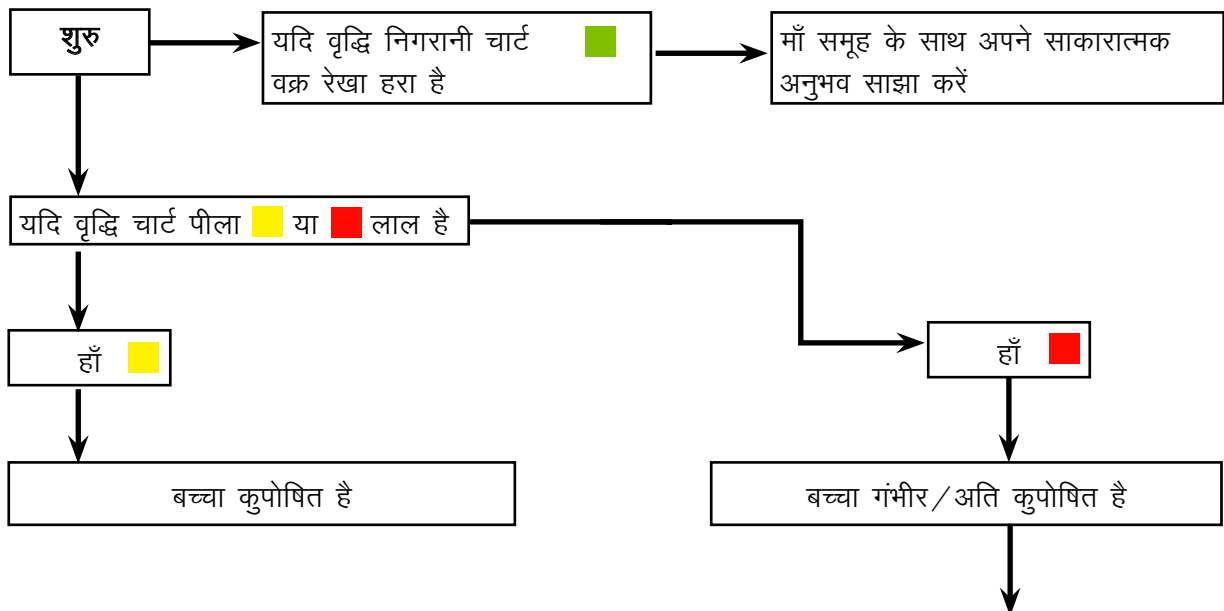 शुरु
यदि वृद्धि निगरानी चार्ट
वक्र रेखा हरा है
माँ समूह के साथ अपने साकारात्मक
अनुभव साझा करें
यदि वृद्धि चार्ट पीला या लाल है
हाँ
हाँ
बच्चा कुपोषित है
बच्चा गंभीर/अति कुपोषित है